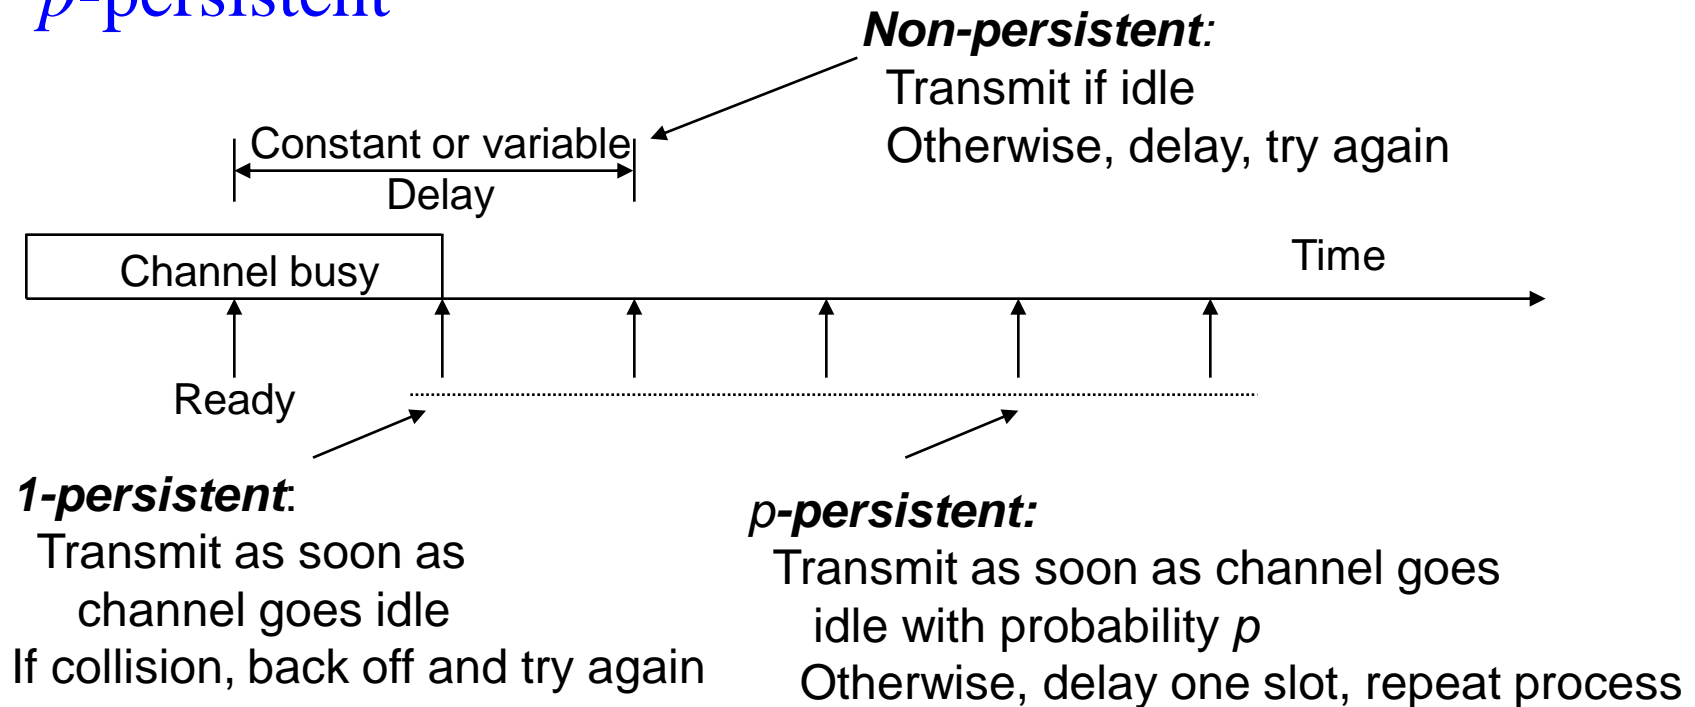 p-persistent
Non-persistent:
Transmit if idle
Otherwise, delay, try again
Constant or variable
Delay
Channel busy
Time
Ready
1-persistent:
Transmit as soon as
channel goes idle
If collision, back off and try again
p-persistent:
Transmit as soon as channel goes
idle with probability p
Otherwise, delay one slot, repeat process